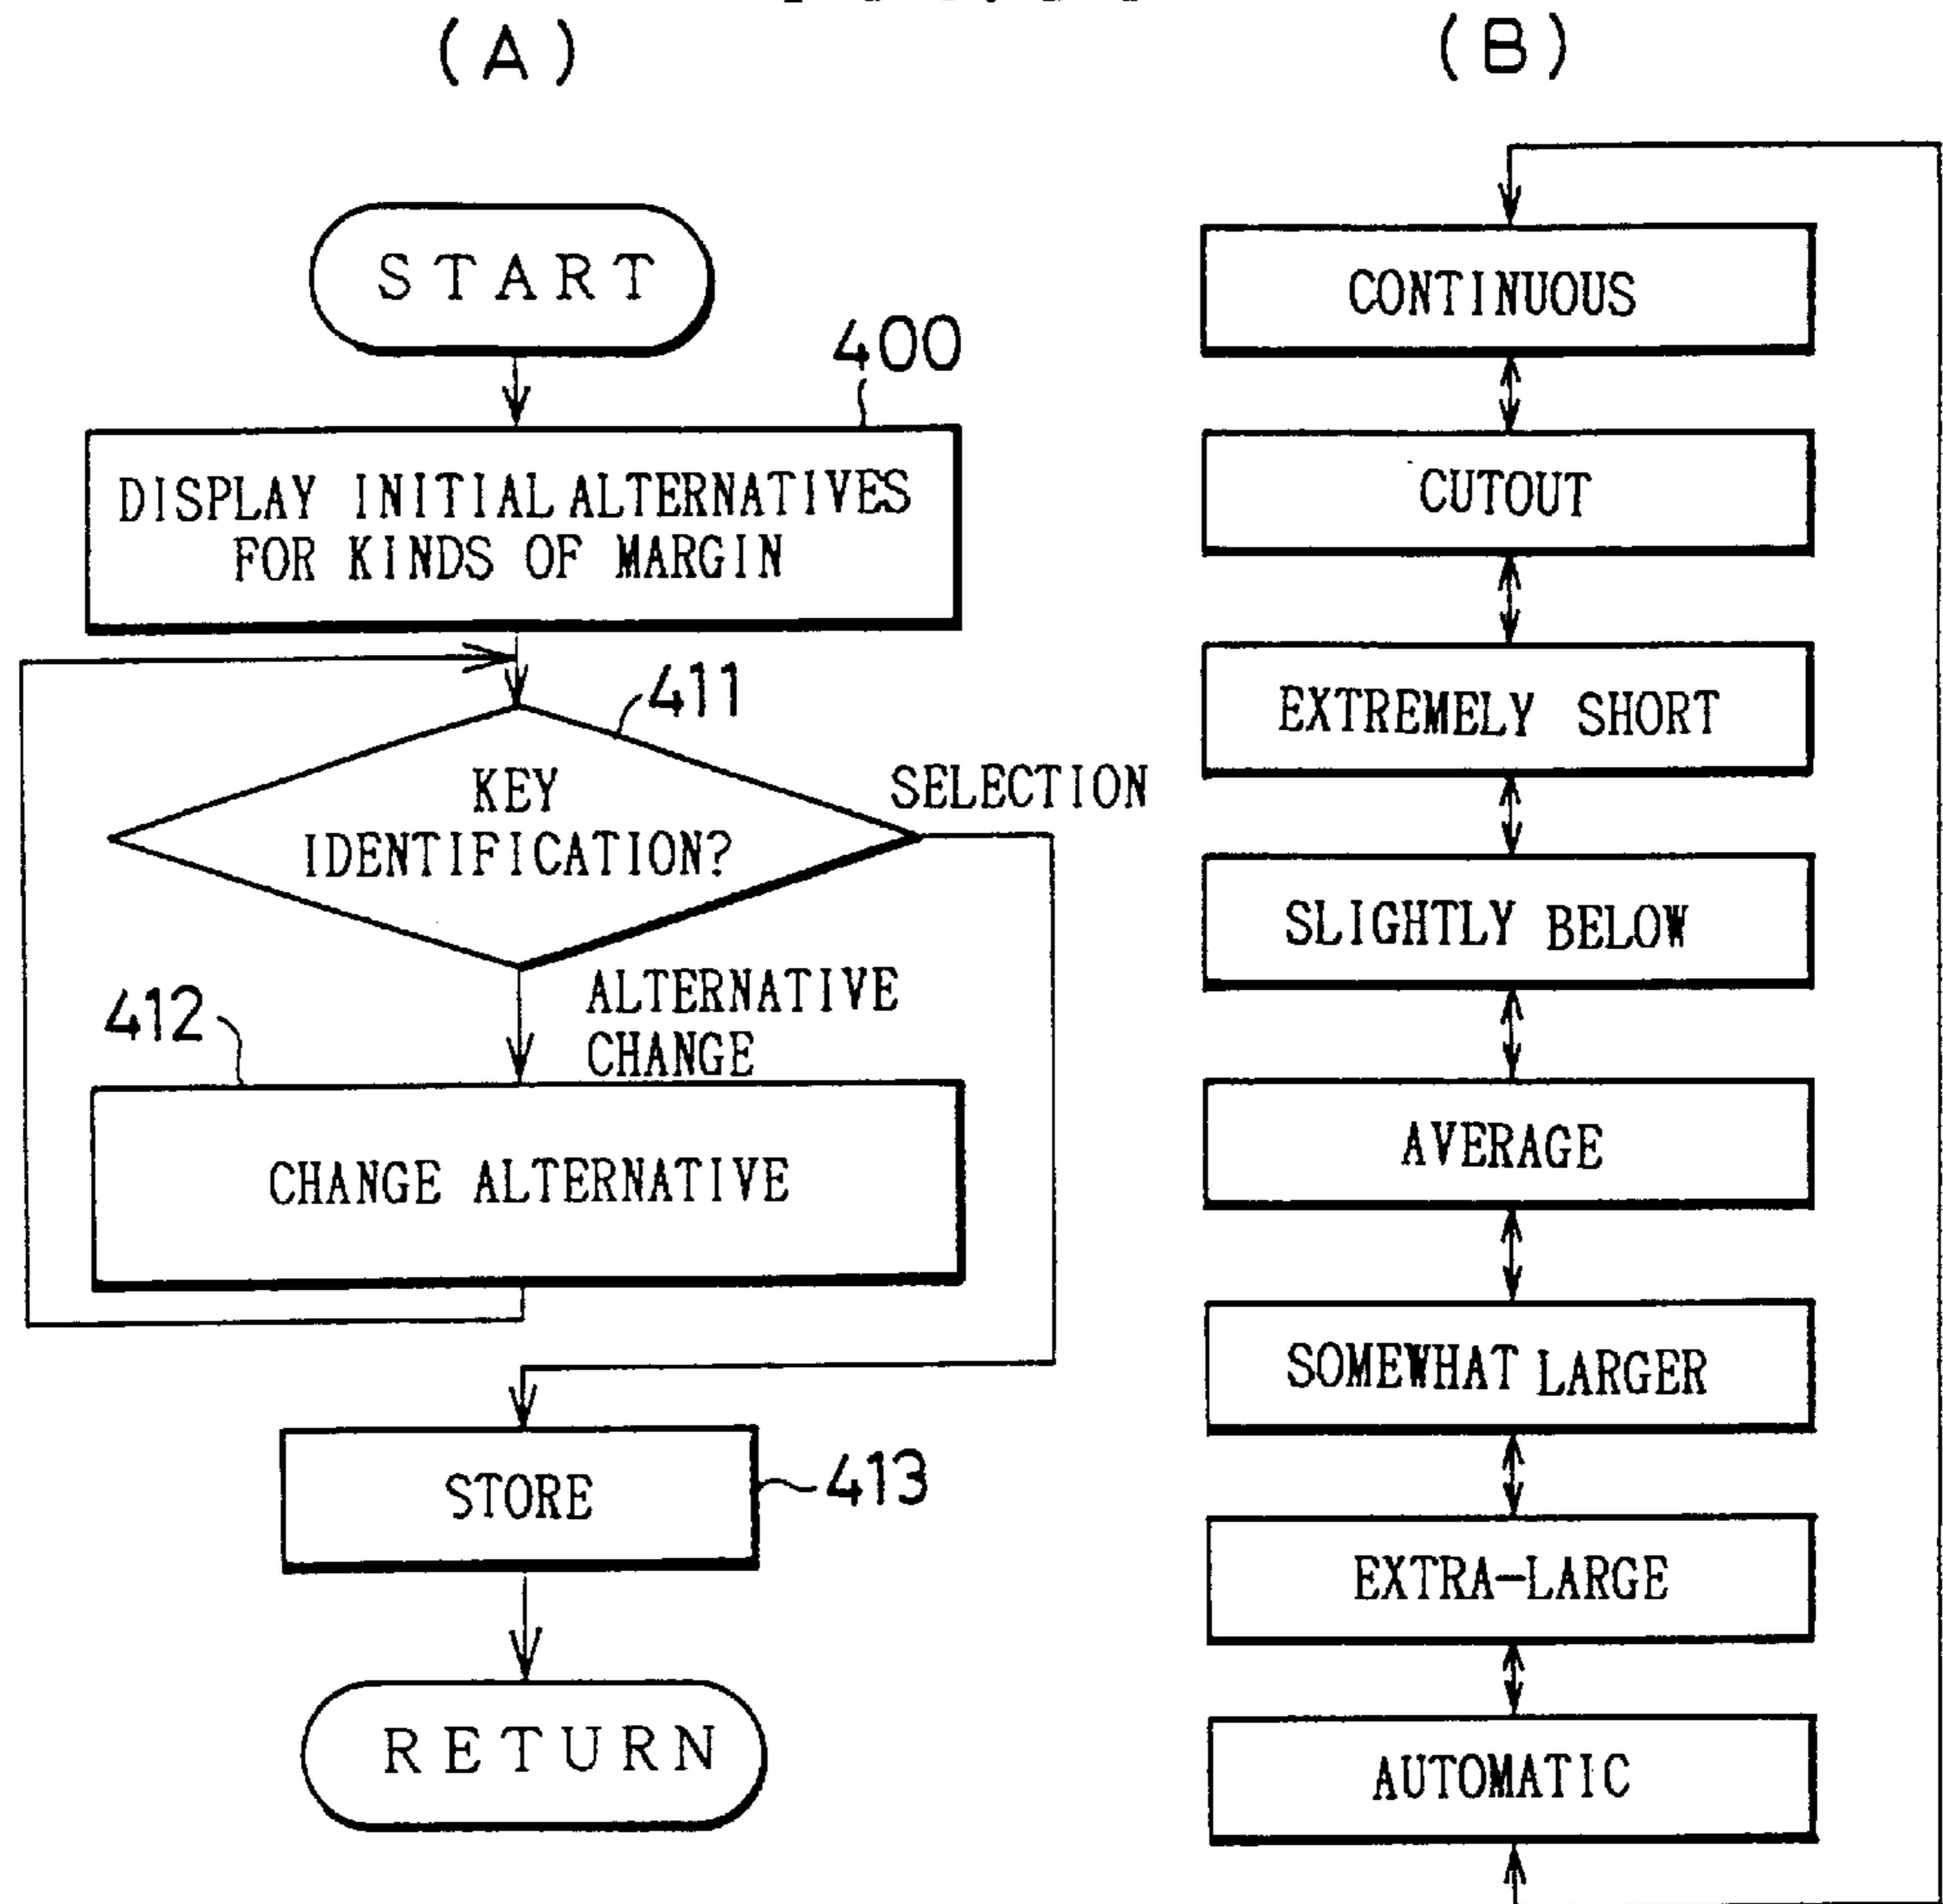 (A)
START
400
DISPLAY INITIAL ALTERNATIVES
FOR KINDS OF MARGIN
411
KEY
IDENTIFICATION?
SELECTION
412
ALTERNATIVE
CHANGE
CHANGE ALTERNATIVE
STORE
413
RETURN
(B)
CONTINUOUS
CUTOUT
EXTREMELY SHORT
SLIGHTLY BELOW
AVERAGE
SOMEWHAT LARGER
EXTRA-LARGE
AUTOMATIC